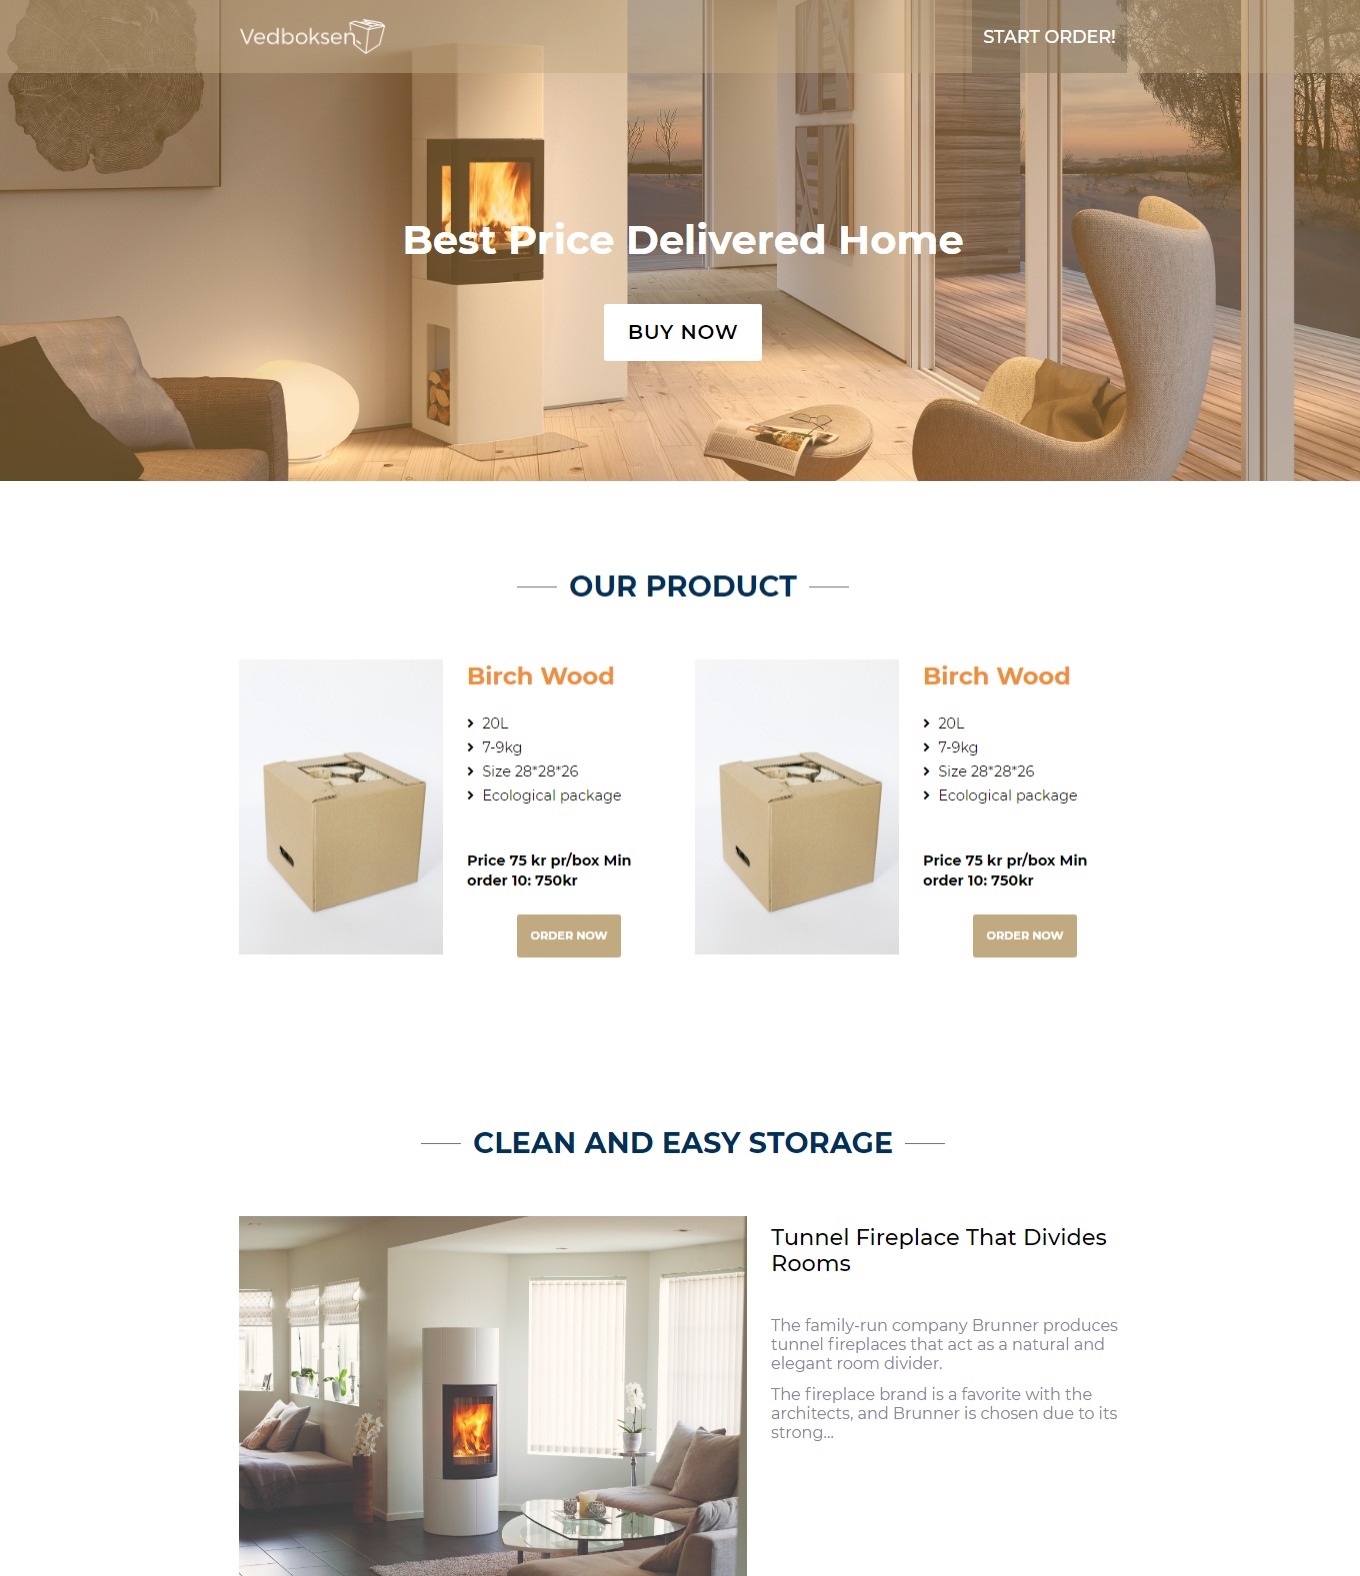 Vedboksen
START ORDER!
Best Price Delivered Home
BUY NOW
OUR PRODUCT
Birch Wood
20L
7-9kg
Size 28*28*26
Ecological package
Price 75 kr pr/box Min
order 10: 750kr
ORDER NOW
Birch Wood
20L
7-9kg
Size 28*28*26
Ecological package
Price 75 kr pr/box Min
order 10: 750kr
ORDER NOW
CLEAN AND EASY STORAGE
Tunnel Fireplace That Divides
Rooms
The family-run company Brunner produces
tunnel fireplaces that act as a natural and
elegant room divider.
The fireplace brand is a favorite with the
architects, and Brunner is chosen due to its
strong...